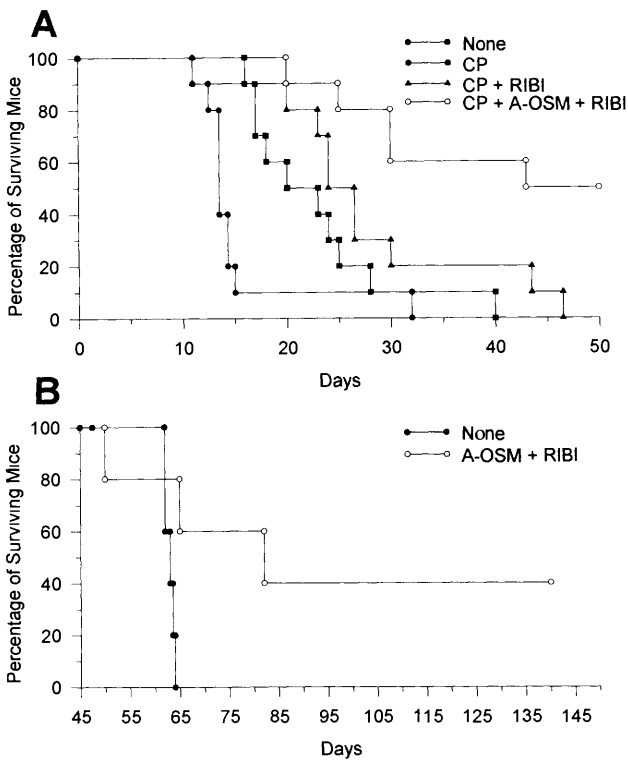 A
None
CP
CP + RIBI
CP + A-OSM + RIBI
Percentage of Surviving Mice
100
80
60
40
20
0
0 10 20 30 40 50
Days
B
None
A-OSM + RIBI
Percentage of Surviving Mice
100
80
60
40
20
0
45 55 65 75 85 95 105 115 125 135 145
Days